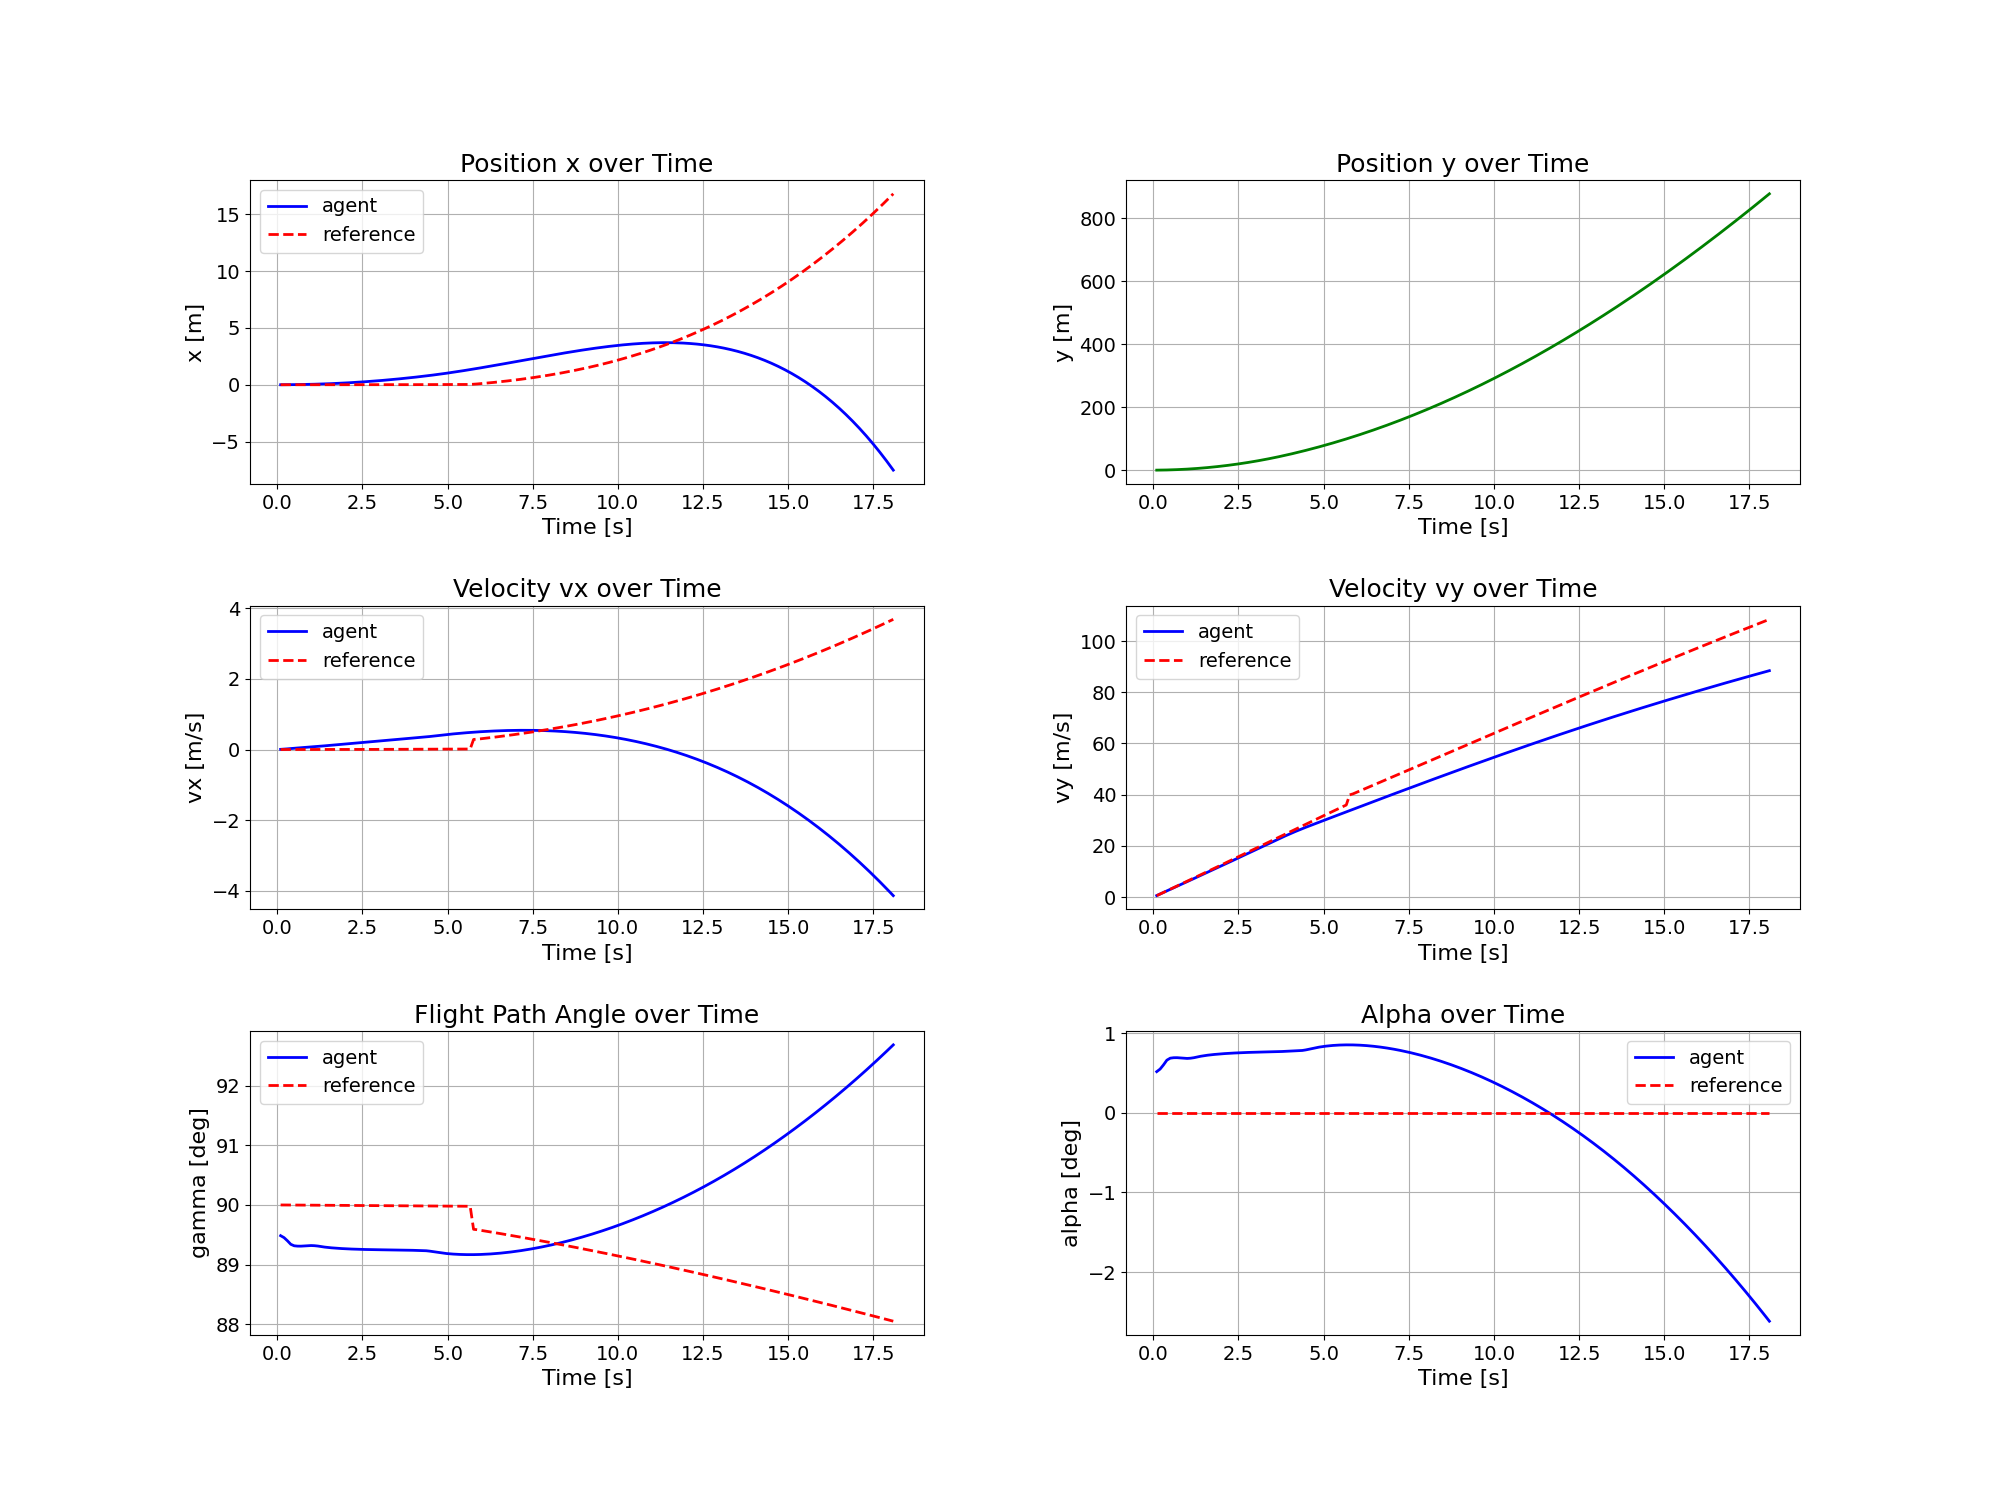 Position x over Time
agent
reference
15
10
5
0
−5
x [m]
0.0 2.5 5.0 7.5 10.0 12.5 15.0 17.5
Time [s]
Position y over Time
800
600
400
200
0
y [m]
0.0 2.5 5.0 7.5 10.0 12.5 15.0 17.5
Time [s]
Velocity vx over Time
agent
reference
4
2
0
−2
−4
vx [m/s]
0.0 2.5 5.0 7.5 10.0 12.5 15.0 17.5
Time [s]
Velocity vy over Time
agent
reference
100
80
60
40
20
0
vy [m/s]
0.0 2.5 5.0 7.5 10.0 12.5 15.0 17.5
Time [s]
Flight Path Angle over Time
agent
reference
92
91
90
89
88
gamma [deg]
0.0 2.5 5.0 7.5 10.0 12.5 15.0 17.5
Time [s]
Alpha over Time
agent
reference
1
0
−1
−2
alpha [deg]
0.0 2.5 5.0 7.5 10.0 12.5 15.0 17.5
Time [s]